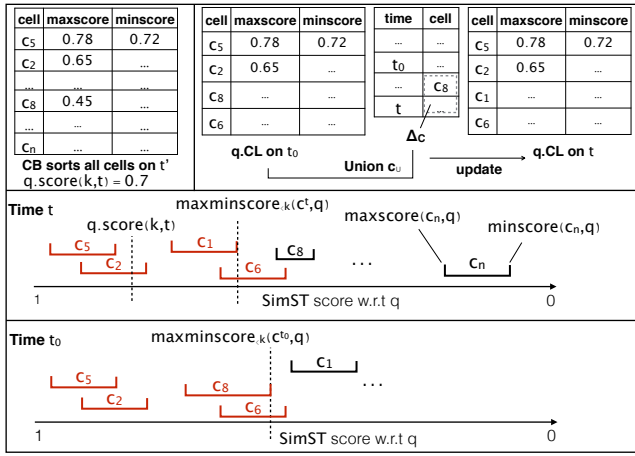 cell maxscore minscore
c5 0.78 0.72
c2 0.65 ...
... ... ...
c8 0.45 ...
... ... ...
cn ...
CB sorts all cells on t'
q.score(k,t) = 0.7
cell maxscore minscore
c5 0.78 0.72
c2 0.65 ...
c8 ... ...
c6 ... ...
q.CL on t0
time cell
... ...
t0 ...
... c8
t ...
Δc
Union c∪
update
cell maxscore minscore
c5 0.78 0.72
c2 0.65 ...
c1 ... ...
c6 ... ...
q.CL on t
Time t
q.score(k,t)
maxminscore‹k(c^t,q)
maxscore(cn,q)
minscore(cn,q)
c5 c1 c8 ... cn
c2 c6
1 SimST score w.r.t q 0
Time t0
maxminscore‹k(c^t0,q)
c1
c5 c8 ...
c2 c6
1 SimST score w.r.t q 0